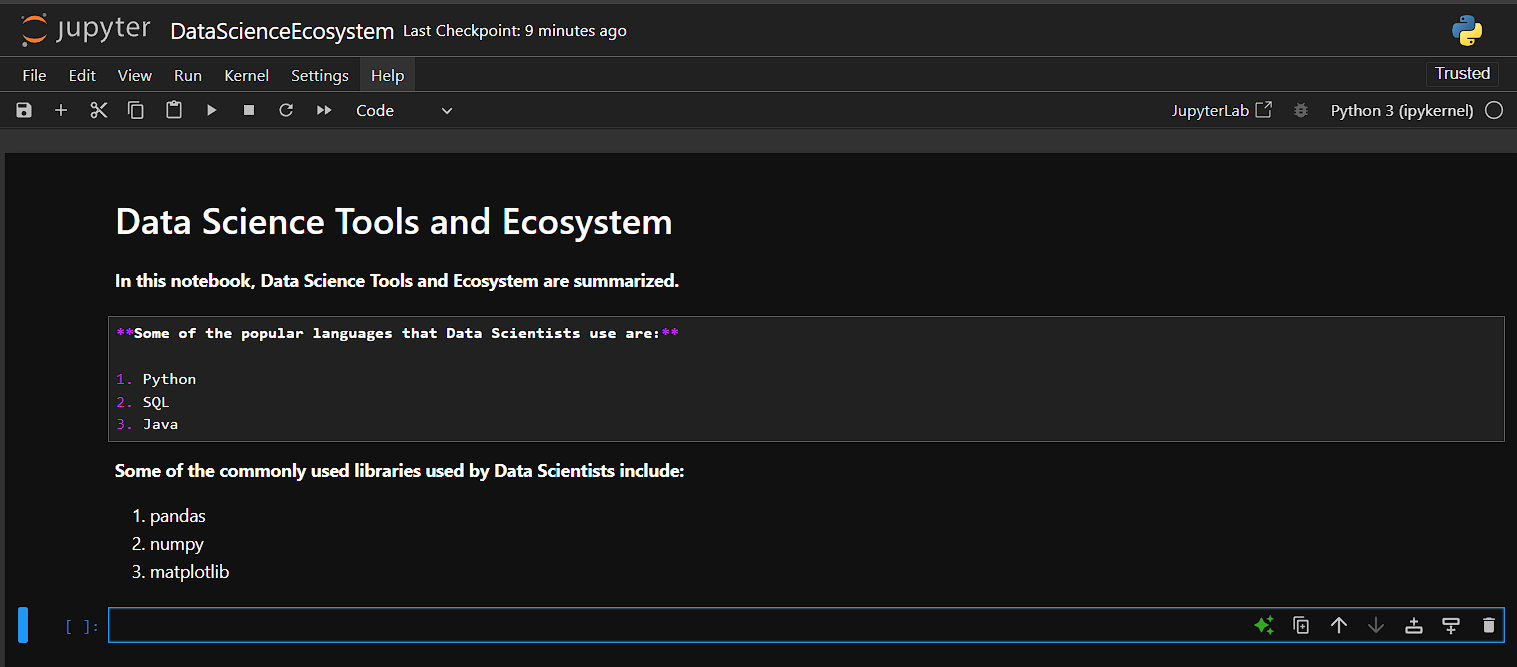 jupyter DataScienceEcosystem Last Checkpoint: 9 minutes ago
File Edit View Run Kernel Settings Help Trusted
Code JupyterLab Python 3 (ipykernel)
Data Science Tools and Ecosystem
In this notebook, Data Science Tools and Ecosystem are summarized.
**Some of the popular languages that Data Scientists use are:**
1. Python
2. SQL
3. Java
Some of the commonly used libraries used by Data Scientists include:
1. pandas
2. numpy
3. matplotlib
[ ]: